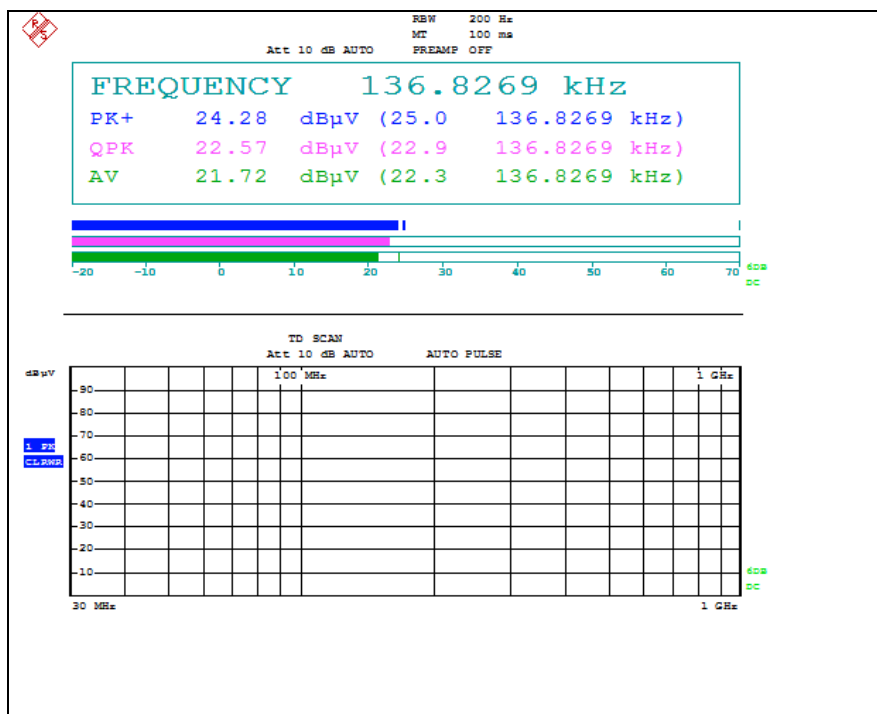 R S
RBW 200 Hz
MT 100 ms
Att 10 dB AUTO PREAMP OFF
FREQUENCY 136.8269 kHz
PK+ 24.28 dBµV (25.0 136.8269 kHz)
QPK 22.57 dBµV (22.9 136.8269 kHz)
AV 21.72 dBµV (22.3 136.8269 kHz)
-20 -10 0 10 20 30 40 50 60 70
6DB
DC
TD SCAN
Att 10 dB AUTO AUTO PULSE
dBµV
100 MHz 1 GHz
90
80
70
1 PK
CLRWR
60
50
40
30
20
10
6DB
DC
30 MHz 1 GHz